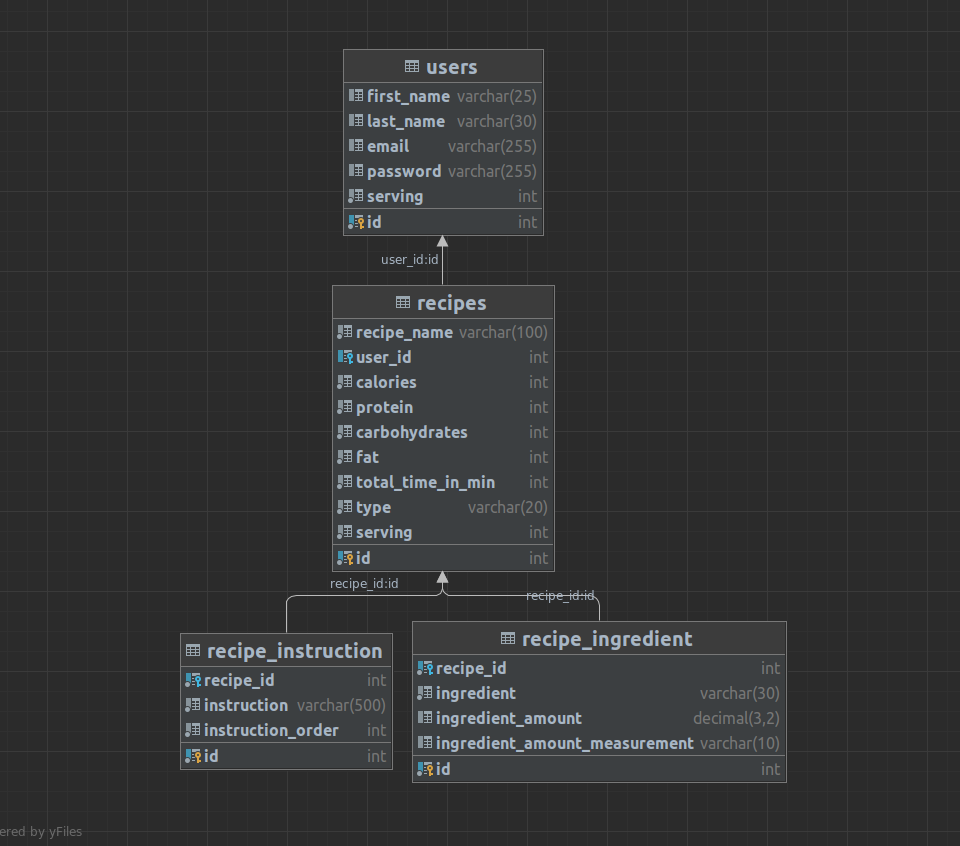 users
first_name varchar(25)
last_name varchar(30)
email varchar(255)
password varchar(255)
serving int
id int
user_id:id
recipes
recipe_name varchar(100)
user_id int
calories int
protein int
carbohydrates int
fat int
total_time_in_min int
type varchar(20)
serving int
id int
recipe_id:id
recipe_id:id
recipe_instruction
recipe_id int
instruction varchar(500)
instruction_order int
id int
recipe_ingredient
recipe_id int
ingredient varchar(30)
ingredient_amount decimal(3,2)
ingredient_amount_measurement varchar(10)
id int
ered by yFiles